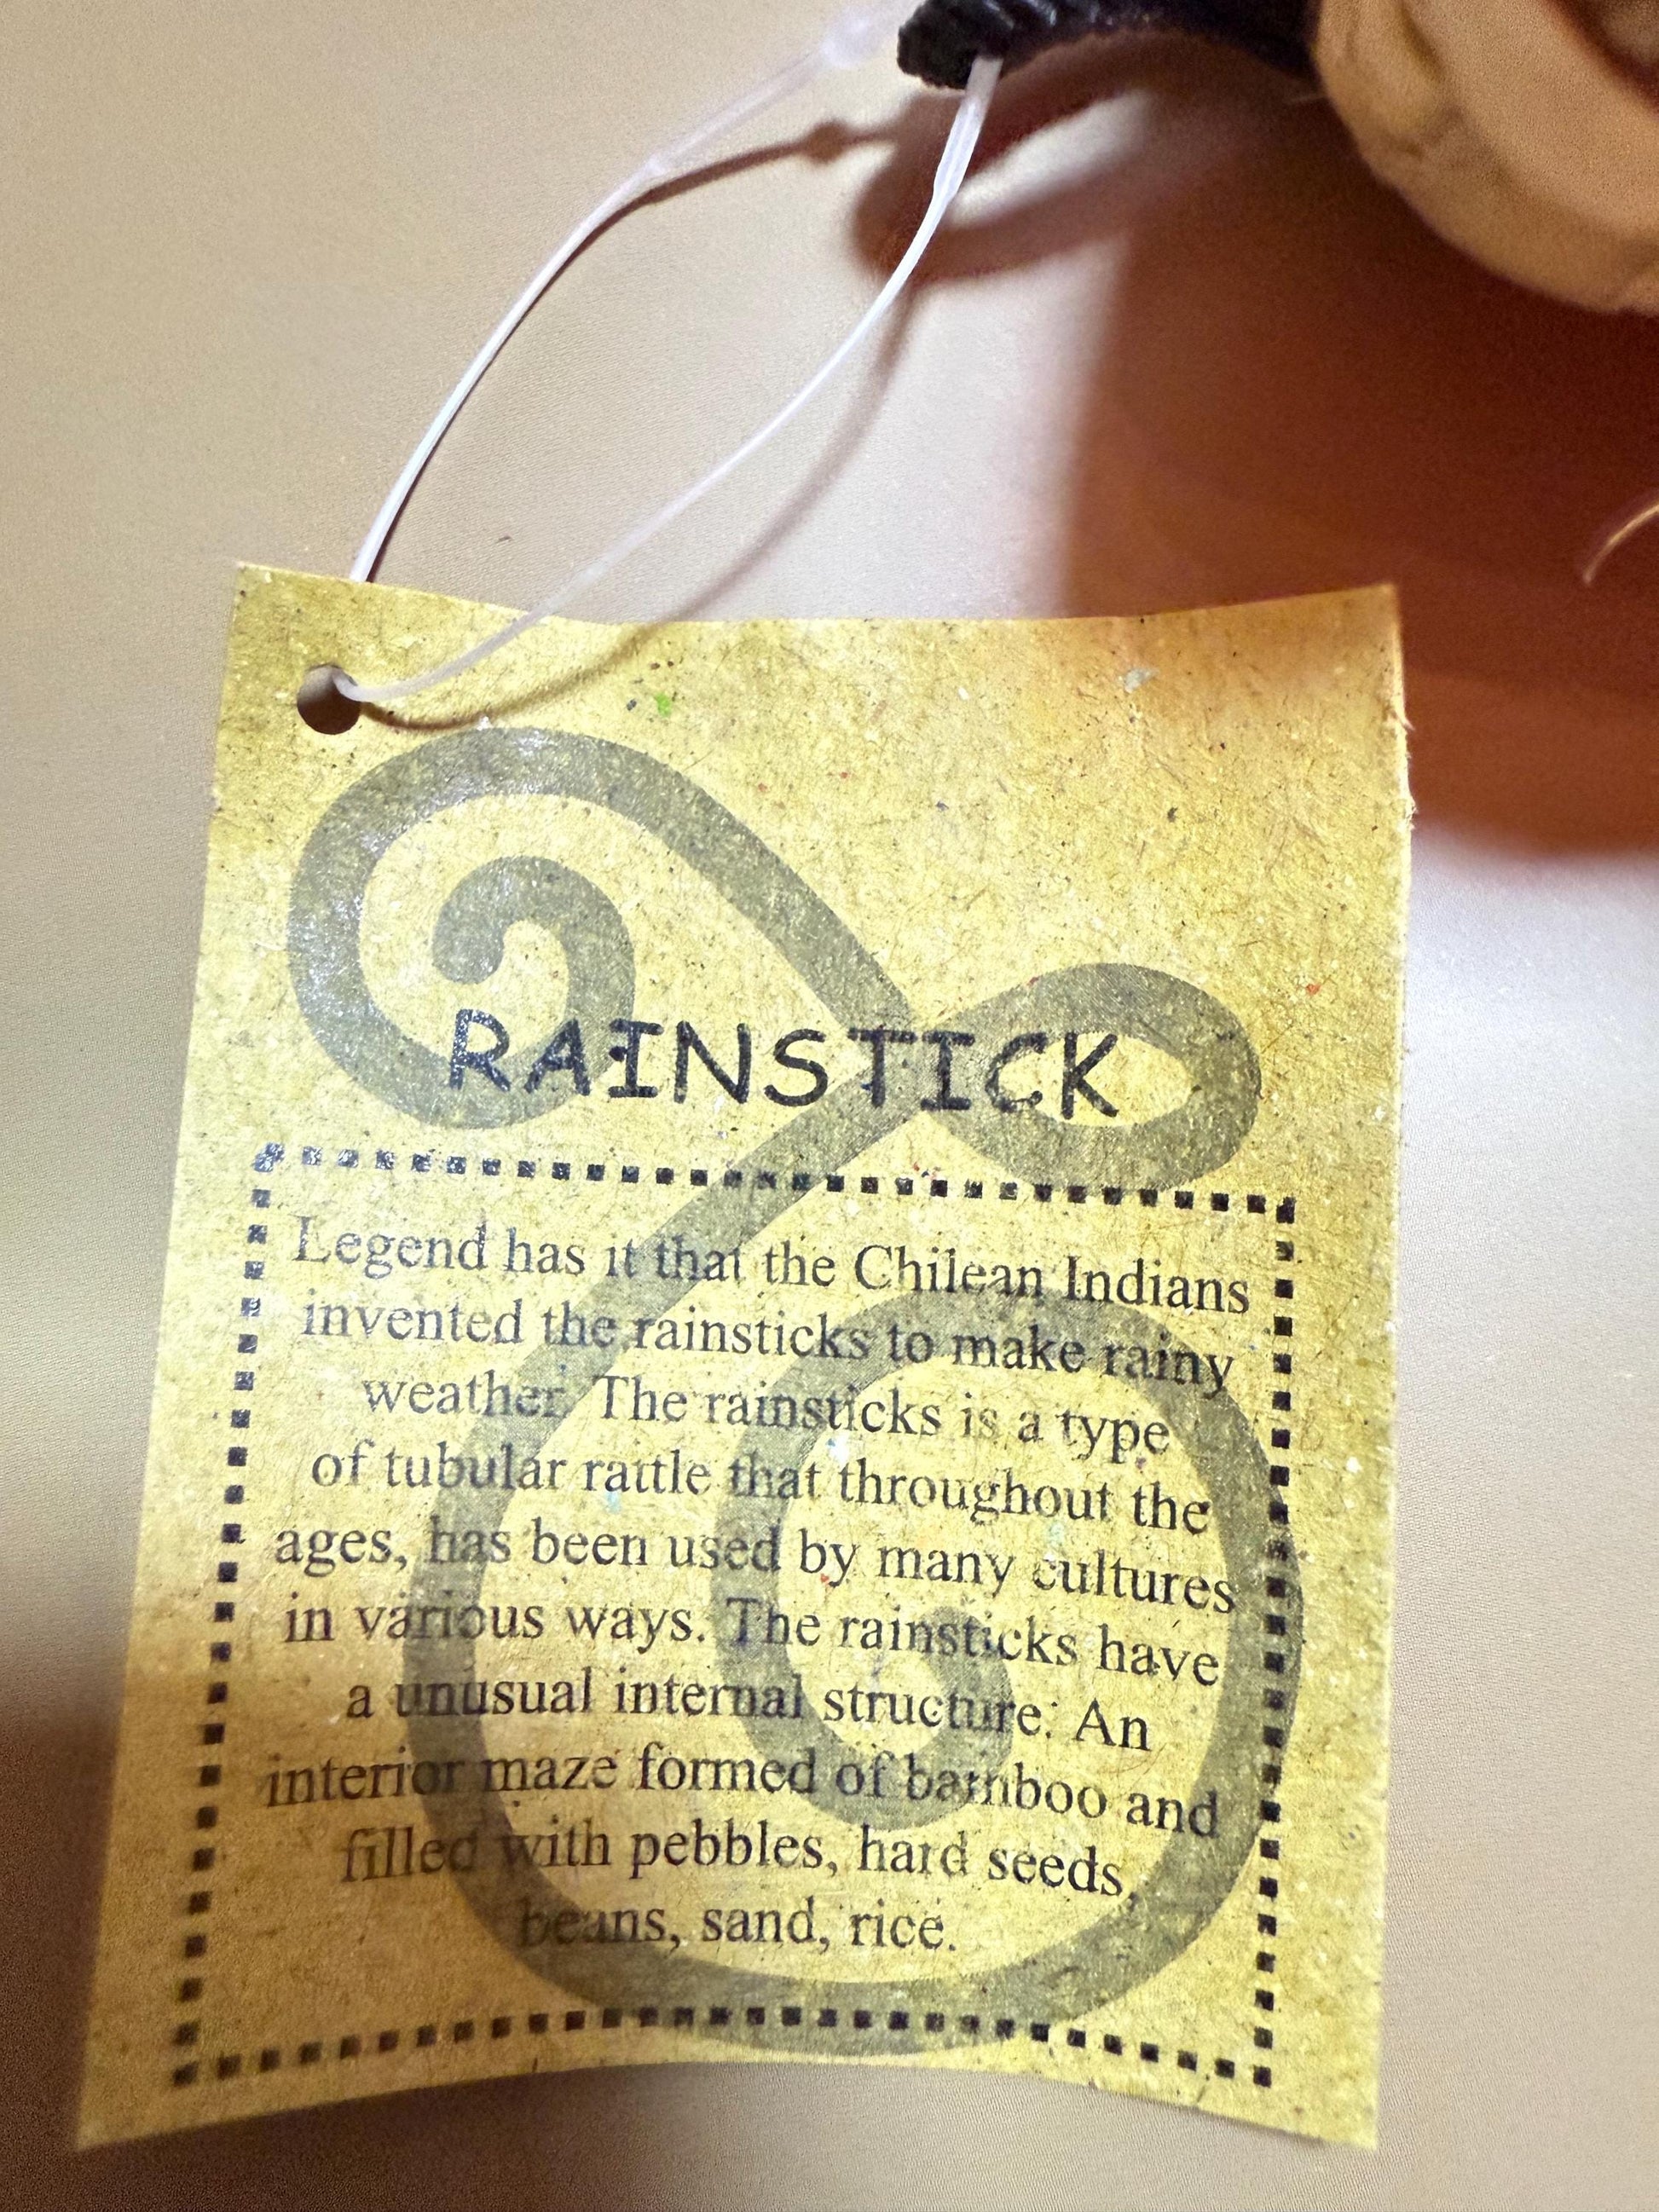 RAINSTICK
Legend has it that the Chilean Indians
invented the rainsticks to make rainy
weather. The rainsticks is a type
of tubular rattle that throughout the
ages, has been used by many cultures
in various ways. The rainsticks have
a unusual internal structure: An
interior maze formed of bamboo and
filled with pebbles, hard seeds,
beans, sand, rice.